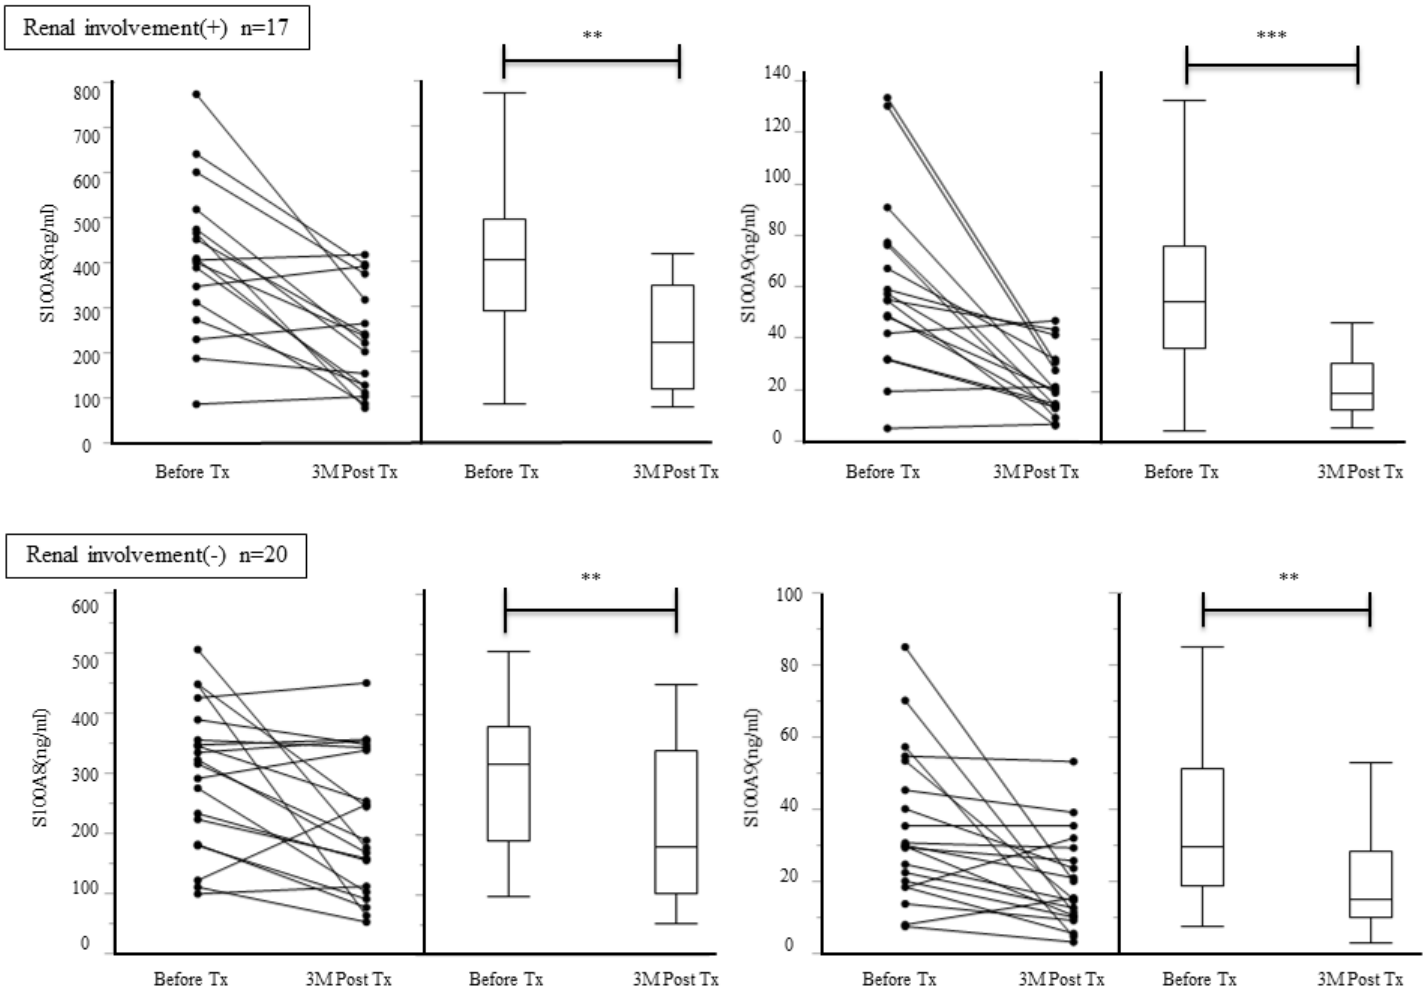 Renal involvement(+) n=17
**
***
S100A8(ng/ml)
800
700
600
500
400
300
200
100
0
Before Tx
3M Post Tx
Before Tx
3M Post Tx
S100A9(ng/ml)
140
120
100
80
60
40
20
0
Before Tx
3M Post Tx
Before Tx
3M Post Tx
Renal involvement(-) n=20
**
**
S100A8(ng/ml)
600
500
400
300
200
100
0
Before Tx
3M Post Tx
Before Tx
3M Post Tx
S100A9(ng/ml)
100
80
60
40
20
0
Before Tx
3M Post Tx
Before Tx
3M Post Tx